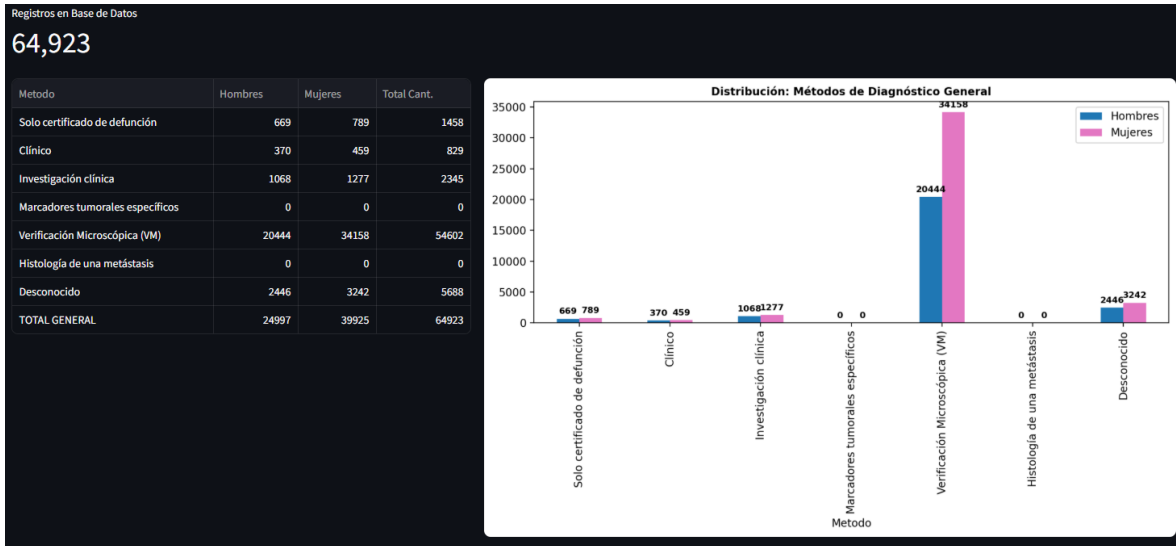 Registros en Base de Datos
64,923
Metodo Hombres Mujeres Total Cant.
Solo certificado de defunción 669 789 1458
Clínico 370 459 829
Investigación clínica 1068 1277 2345
Marcadores tumorales específicos 0 0 0
Verificación Microscópica (VM) 20444 34158 54602
Histología de una metástasis 0 0 0
Desconocido 2446 3242 5688
TOTAL GENERAL 24997 39925 64923
Distribución: Métodos de Diagnóstico General
Hombres
Mujeres
35000
30000
25000
20000
15000
10000
5000
0
669 789
370 459
1068 1277
0 0
20444 34158
0 0
2446 3242
Solo certificado de defunción
Clínico
Investigación clínica
Marcadores tumorales específicos
Verificación Microscópica (VM)
Histología de una metástasis
Desconocido
Metodo